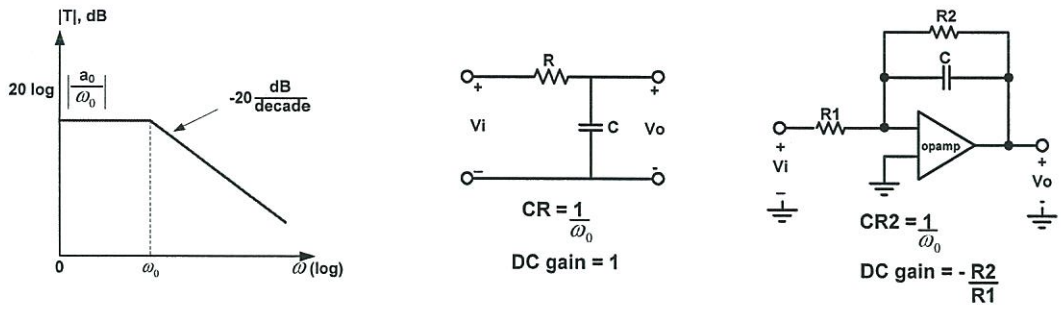 |T|, dB
20 log |a₀/ω₀|
-20 dB/decade
0
ω₀
ω (log)
R
+
+
Vi
C
Vo
-
-
CR = 1/ω₀
DC gain = 1
R2
C
R1
opamp
+
Vi
-
+
Vo
-
CR2 = 1/ω₀
DC gain = - R2/R1